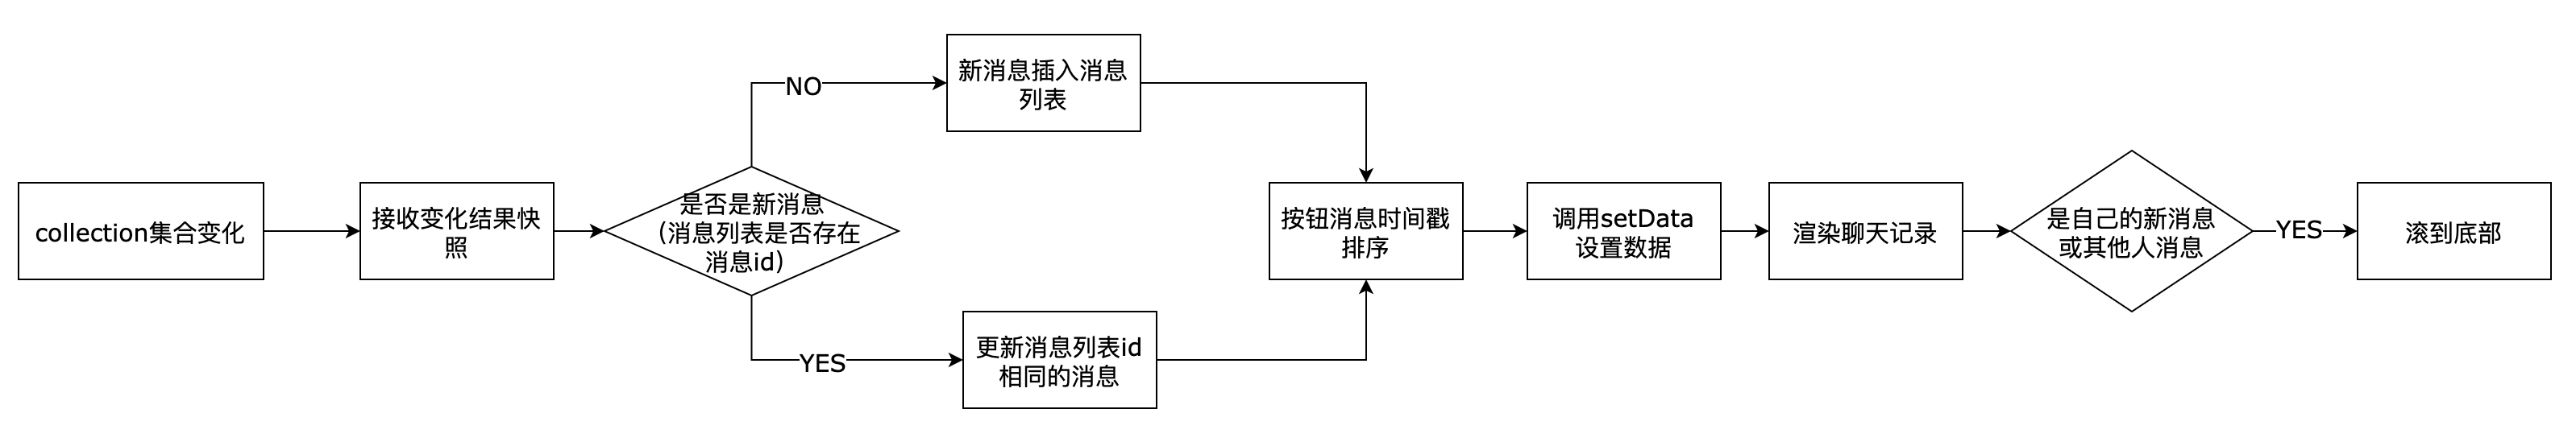 collection集合变化
接收变化结果快
照
是否是新消息
(消息列表是否存在
消息id)
NO
新消息插入消息
列表
YES
更新消息列表id
相同的消息
按钮消息时间戳
排序
调用setData
设置数据
渲染聊天记录
是自己的新消息
或其他人消息
YES
滚到底部